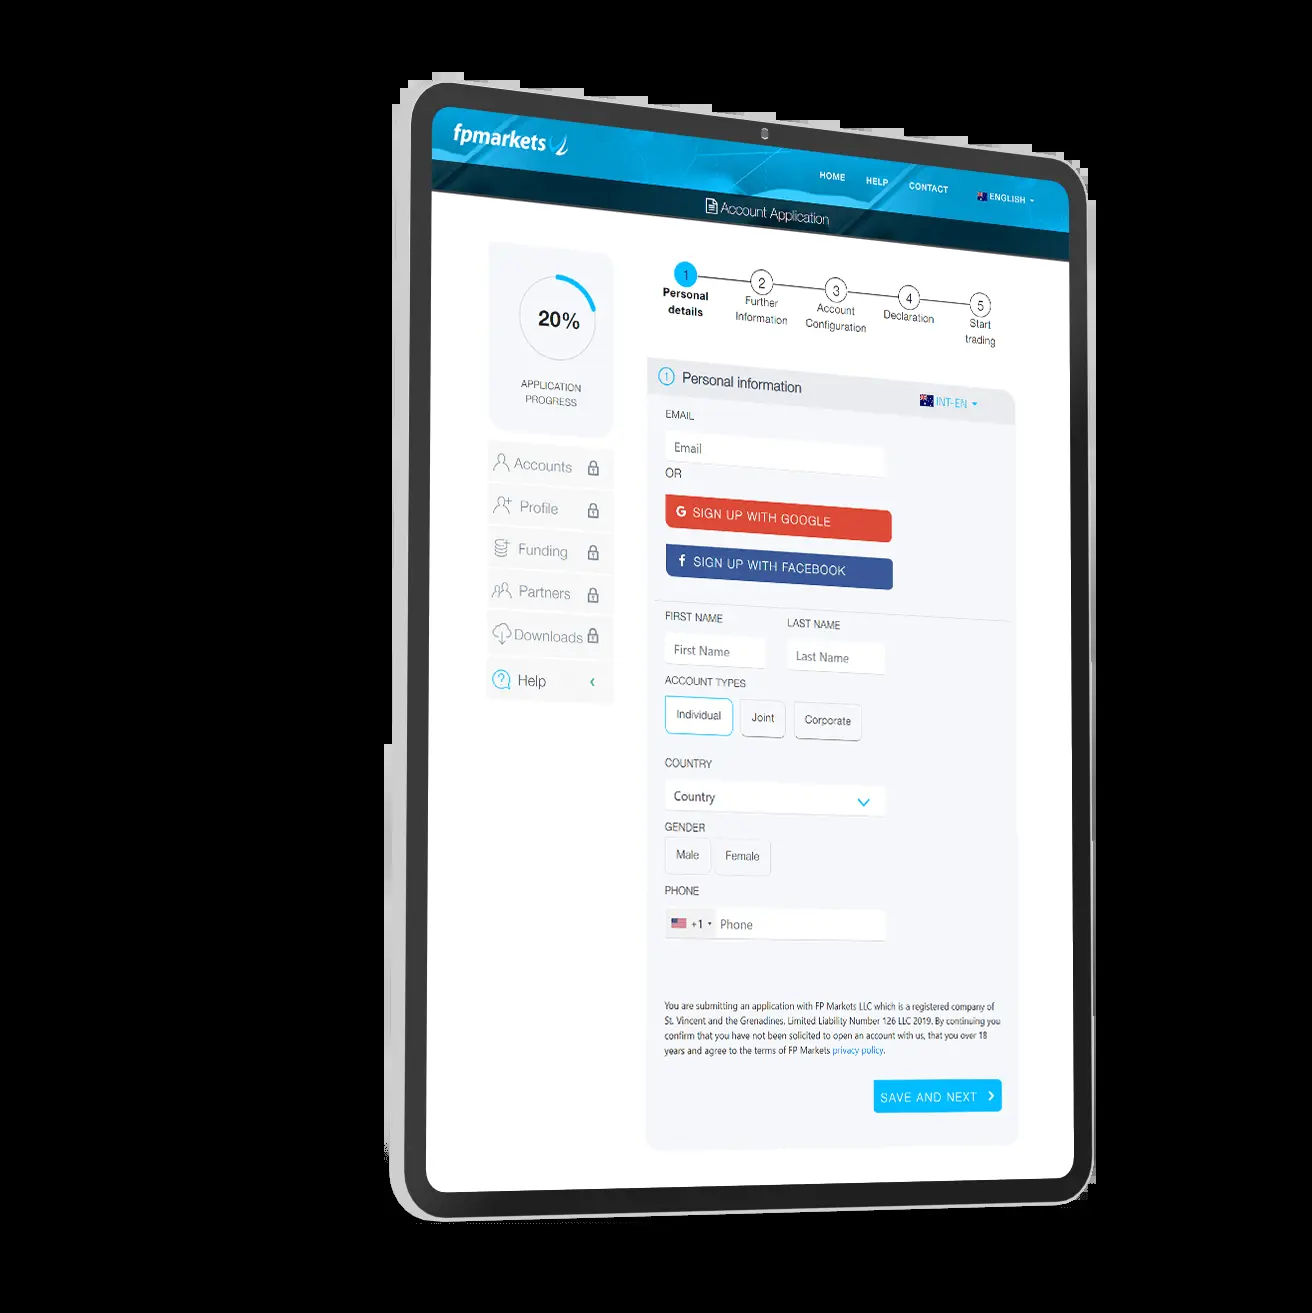 fpmarkets
HOME HELP CONTACT ENGLISH
Account Application
20%
APPLICATION
PROGRESS
Accounts
Profile
Funding
Partners
Downloads
? Help
1 2 3 4 5
Personal
details
Further
Information
Account
Configuration
Declaration
Start
trading
1 Personal information
INT-EN
EMAIL
Email
OR
G SIGN UP WITH GOOGLE
f SIGN UP WITH FACEBOOK
FIRST NAME LAST NAME
First Name Last Name
ACCOUNT TYPES
Individual Joint Corporate
COUNTRY
Country
GENDER
Male Female
PHONE
+1 Phone
You are submitting an application with FP Markets LLC which is a registered company of
St. Vincent and the Grenadines, Limited Liability Number 126 LLC 2019. By continuing you
confirm that you have not been solicited to open an account with us, that you over 18
years and agree to the terms of FP Markets privacy policy.
SAVE AND NEXT >